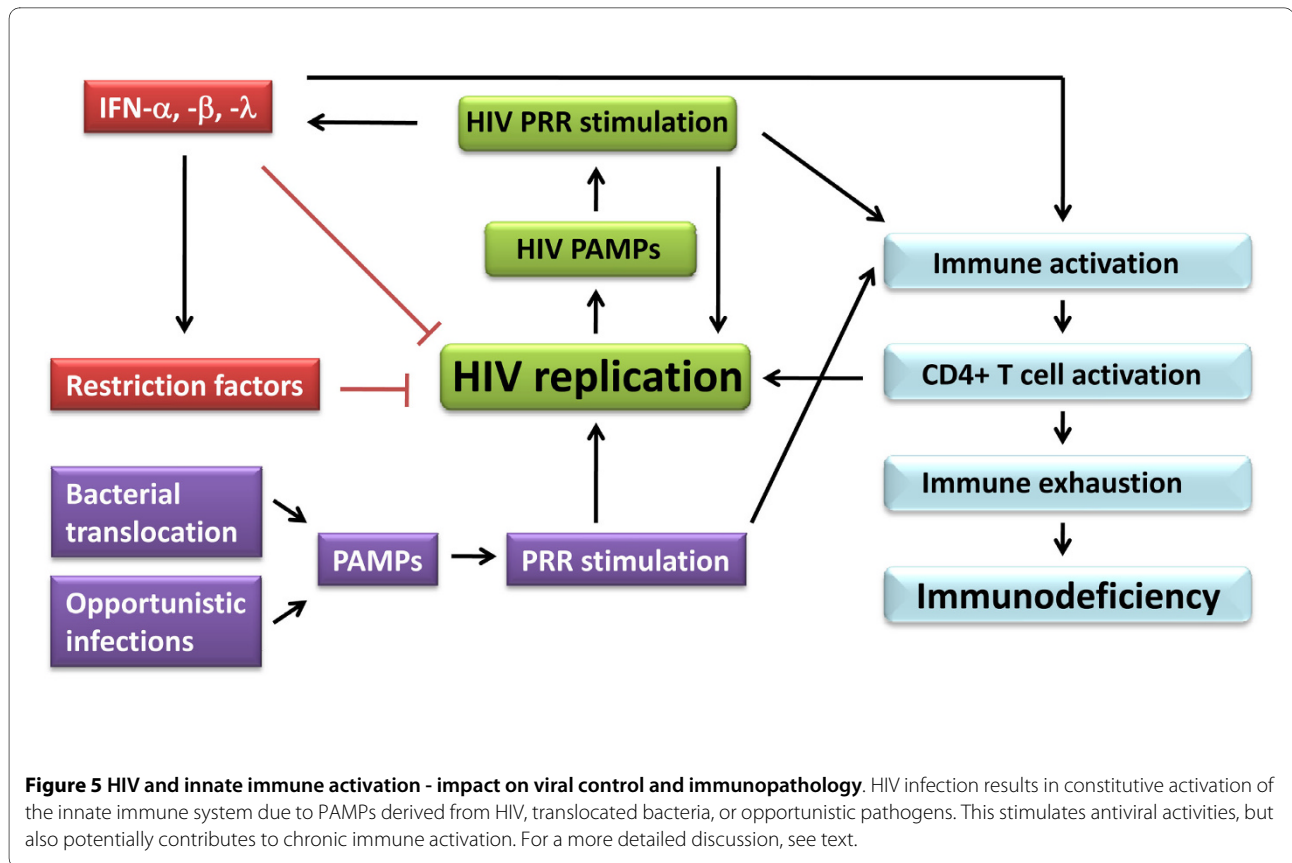 IFN-α, -β, -λ
HIV PRR stimulation
HIV PAMPs
Immune activation
Restriction factors
HIV replication
CD4+ T cell activation
Bacterial
translocation
Immune exhaustion
PAMPs
PRR stimulation
Opportunistic
infections
Immunodeficiency
Figure 5 HIV and innate immune activation - impact on viral control and immunopathology. HIV infection results in constitutive activation of
the innate immune system due to PAMPs derived from HIV, translocated bacteria, or opportunistic pathogens. This stimulates antiviral activities, but
also potentially contributes to chronic immune activation. For a more detailed discussion, see text.